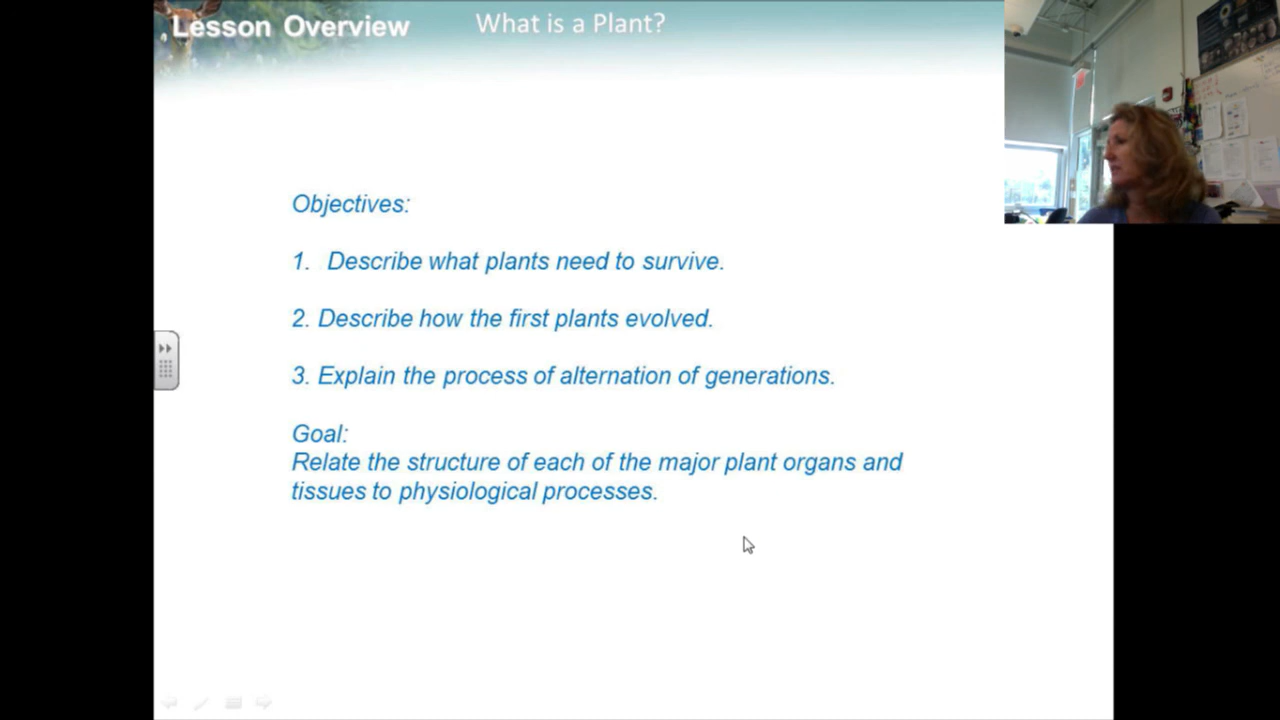 Lesson Overview What is a Plant?
Objectives:
1. Describe what plants need to survive.
2. Describe how the first plants evolved.
3. Explain the process of alternation of generations.
Goal:
Relate the structure of each of the major plant organs and
tissues to physiological processes.